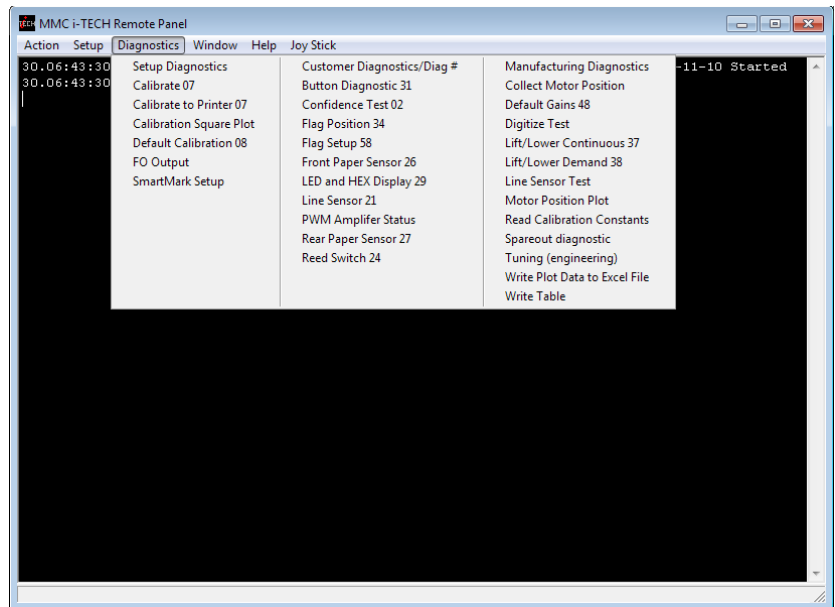 iTECH MMC i-TECH Remote Panel
Action Setup Diagnostics Window Help Joy Stick
30.06:43:30 -11-10 Started
30.06:43:30
Setup Diagnostics
Calibrate 07
Calibrate to Printer 07
Calibration Square Plot
Default Calibration 08
FO Output
SmartMark Setup
Customer Diagnostics/Diag #
Button Diagnostic 31
Confidence Test 02
Flag Position 34
Flag Setup 58
Front Paper Sensor 26
LED and HEX Display 29
Line Sensor 21
PWM Amplifer Status
Rear Paper Sensor 27
Reed Switch 24
Manufacturing Diagnostics
Collect Motor Position
Default Gains 48
Digitize Test
Lift/Lower Continuous 37
Lift/Lower Demand 38
Line Sensor Test
Motor Position Plot
Read Calibration Constants
Spareout diagnostic
Tuning (engineering)
Write Plot Data to Excel File
Write Table